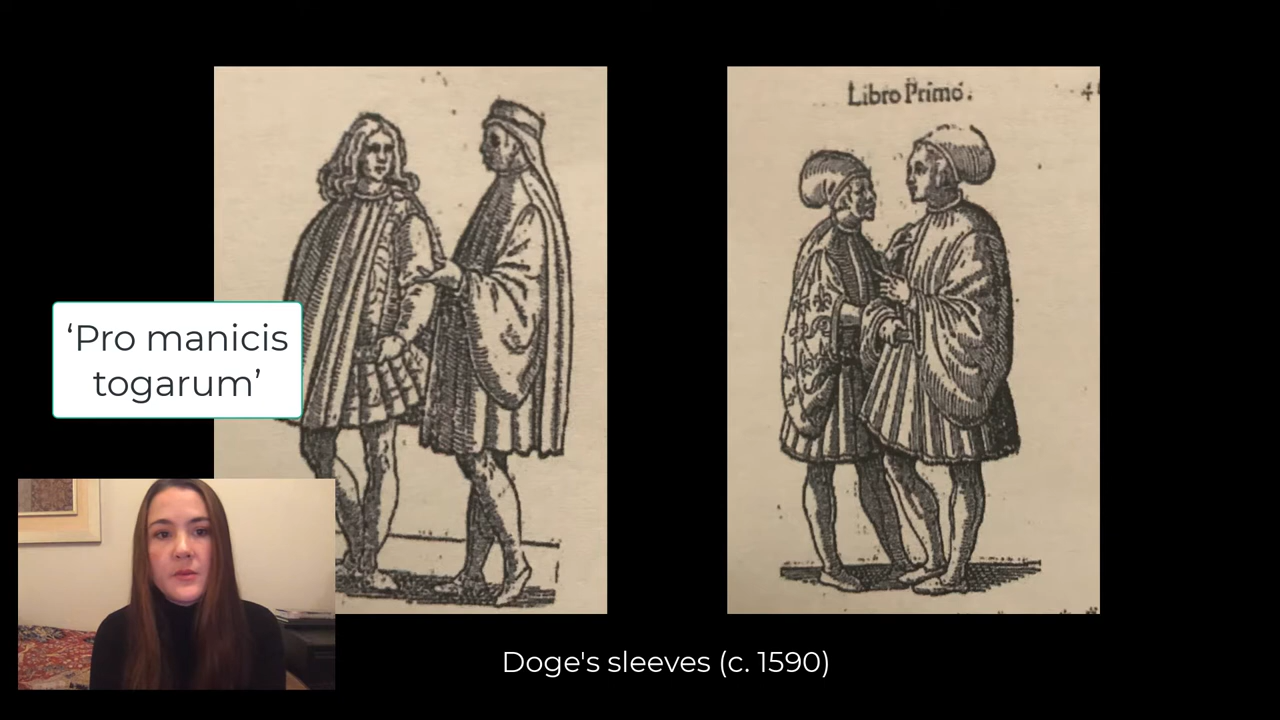 Libro Primo.
‘Pro manicis
togarum’
Doge's sleeves (c. 1590)